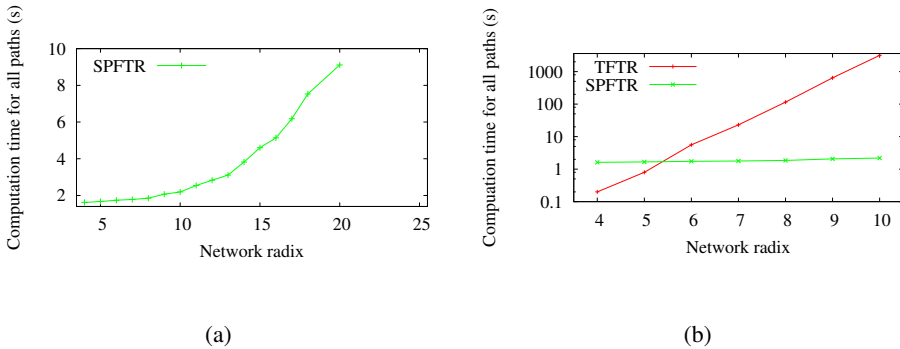 Computation time for all paths (s)
10
8
6
4
2
SPFTR
5
10
15
20
25
Network radix
(a)
Compuation time for all paths (s)
1000
100
10
1
0.1
TFTR
SPFTR
4
5
6
7
8
9
10
Network radix
(b)